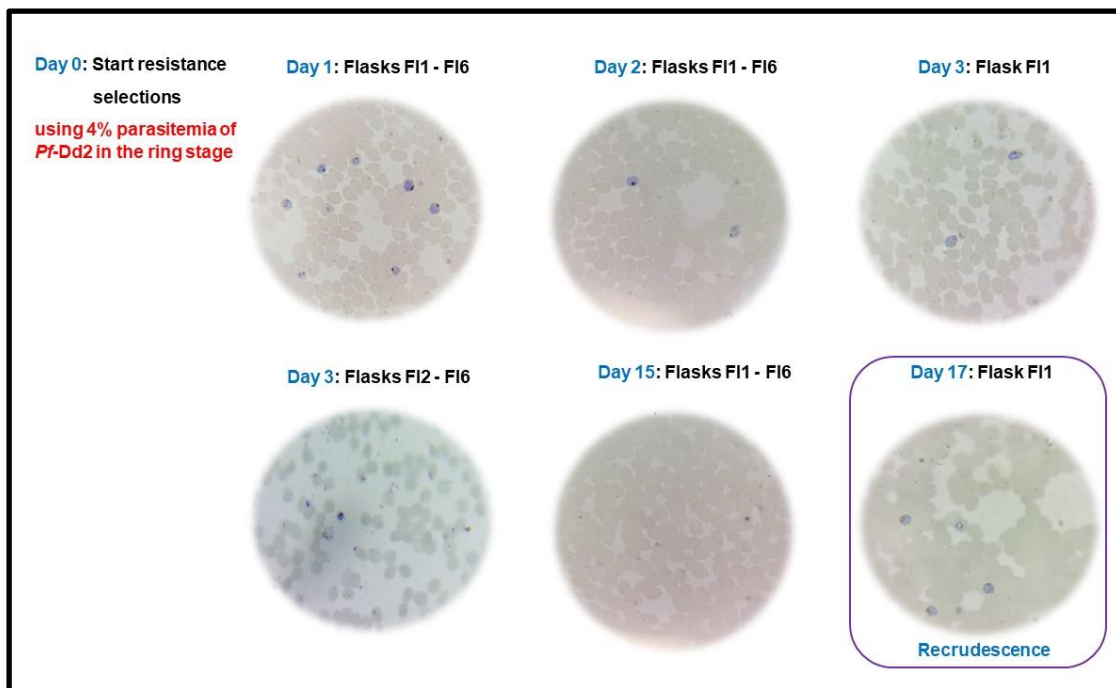 Day 0: Start resistance
selections
using 4% parasitemia of
Pf-Dd2 in the ring stage
Day 1: Flasks Fl1 - Fl6
Day 2: Flasks Fl1 - Fl6
Day 3: Flask Fl1
Day 3: Flasks Fl2 - Fl6
Day 15: Flasks Fl1 - Fl6
Day 17: Flask Fl1
Recrudescence